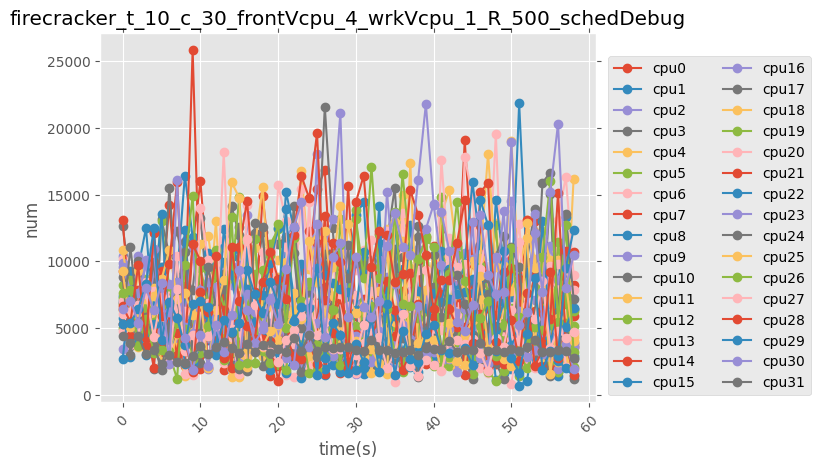 firecracker_t_10_c_30_frontVcpu_4_wrkVcpu_1_R_500_schedDebug
25000
20000
15000
10000
5000
0
num
0
10
20
30
40
50
60
time(s)
cpu0
cpu1
cpu2
cpu3
cpu4
cpu5
cpu6
cpu7
cpu8
cpu9
cpu10
cpu11
cpu12
cpu13
cpu14
cpu15
cpu16
cpu17
cpu18
cpu19
cpu20
cpu21
cpu22
cpu23
cpu24
cpu25
cpu26
cpu27
cpu28
cpu29
cpu30
cpu31